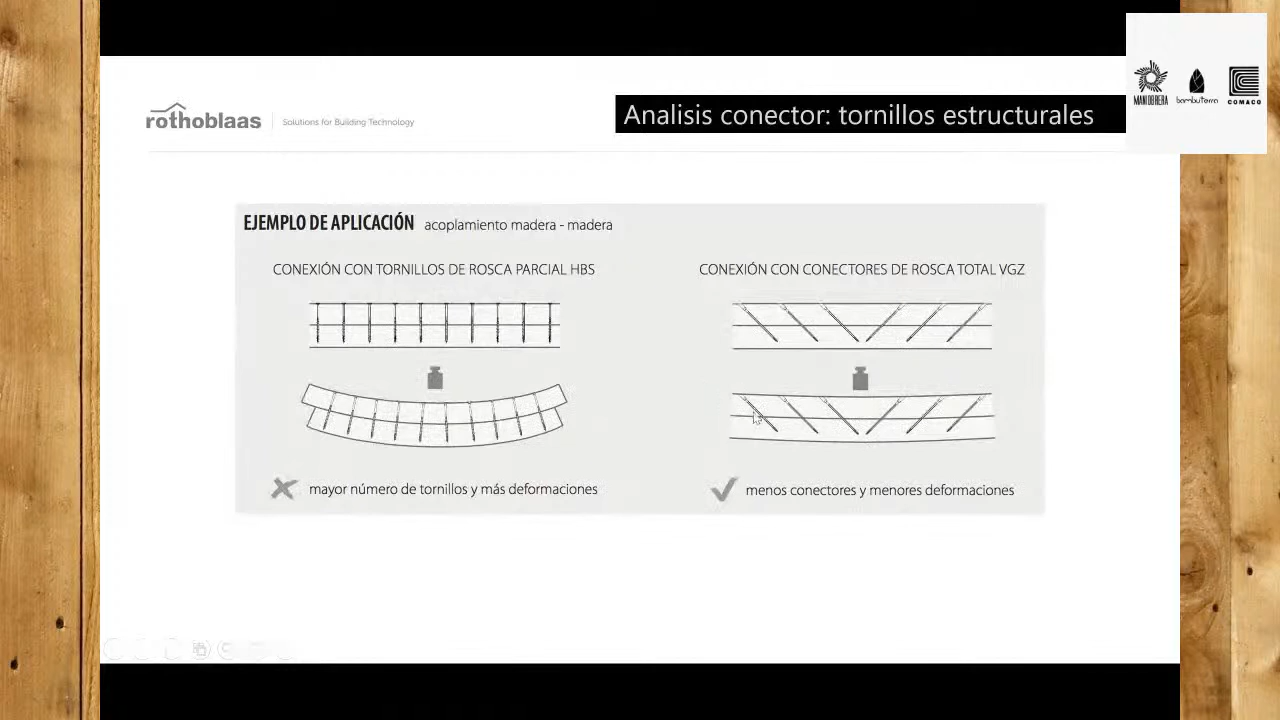 rothoblaas
Solutions for Building Technology
Analisis conector: tornillos estructurales
MANIOBRERA
bambuterra
COMACO
EJEMPLO DE APLICACIÓN acoplamiento madera - madera
CONEXIÓN CON TORNILLOS DE ROSCA PARCIAL HBS
CONEXIÓN CON CONECTORES DE ROSCA TOTAL VGZ
mayor número de tornillos y más deformaciones
menos conectores y menores deformaciones